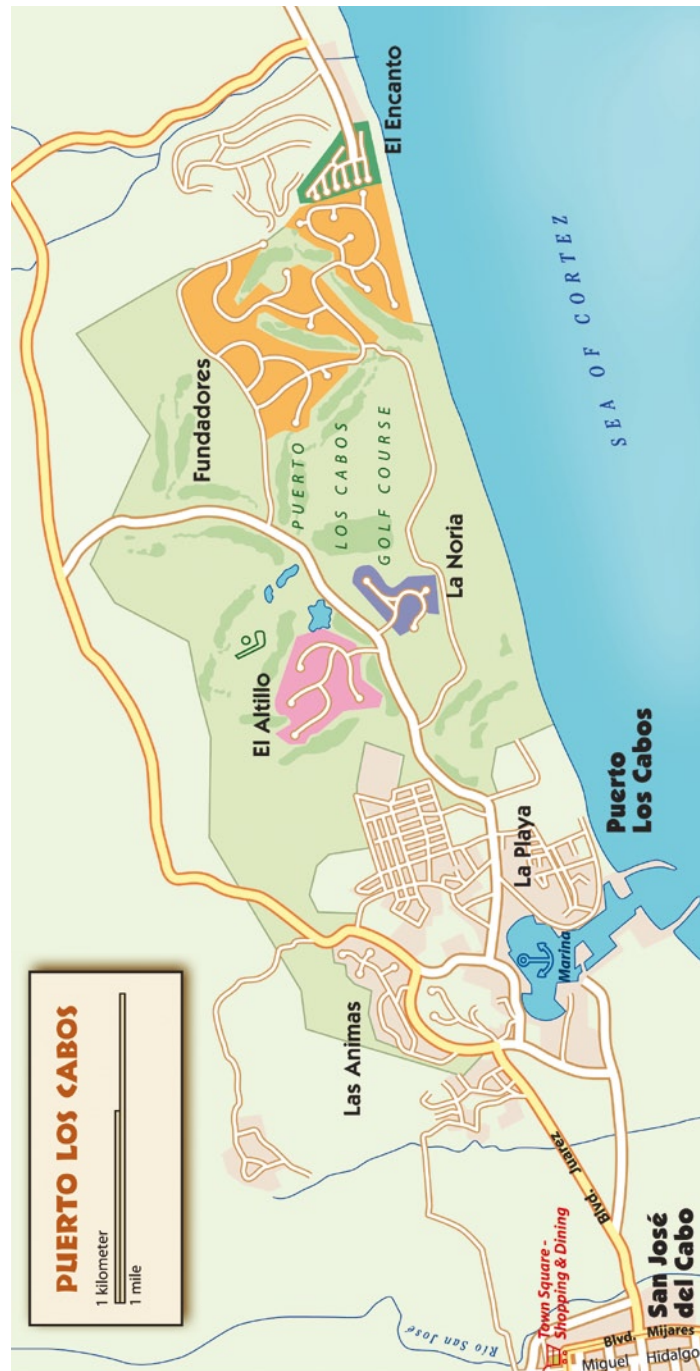 PUERTO LOS CABOS
1 kilometer
1 mile
Fundadores
El Encanto
PUERTO
LOS CABOS
GOLF COURSE
La Noria
El Altillo
SEA OF CORTEZ
Las Animas
La Playa
Puerto
Los Cabos
Marina
Blvd. Juarez
Río San José
Town Square -
Shopping & Dining
San José
del Cabo
Blvd. Mijares
Miguel Hidalgo